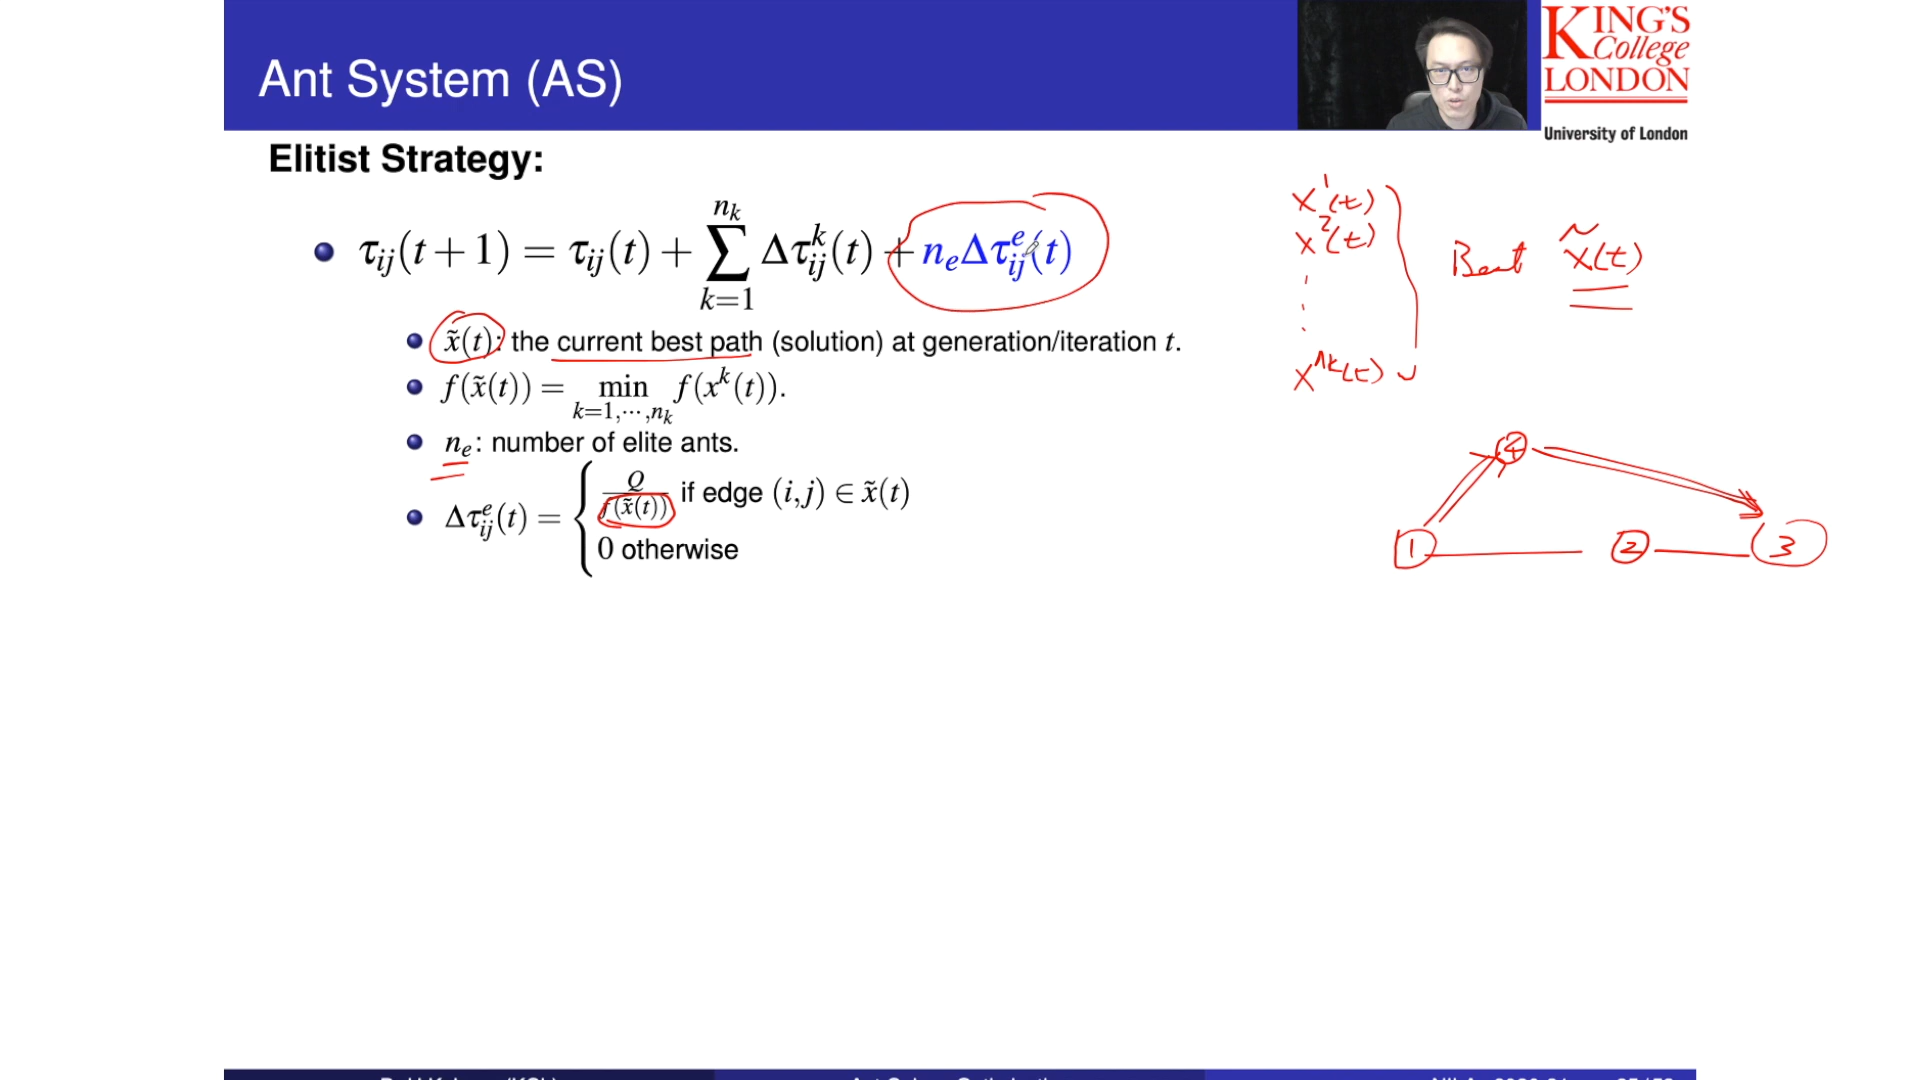 Ant System (AS)
KING'S
College
LONDON
University of London
Elitist Strategy:
τij(t+1) = τij(t) + ∑_{k=1}^{nk} Δτ^k_ij(t) + neΔτ^e_ij(t)
x̃(t): the current best path (solution) at generation/iteration t.
f(x̃(t)) = min_{k=1,⋯,nk} f(x^k(t)).
ne: number of elite ants.
Δτ^e_ij(t) = { Q/f(x̃(t)) if edge (i,j) ∈ x̃(t)
0 otherwise
x^1(t)
x^2(t)
x^nk(t)
Best x̃(t)
4
1 2 3